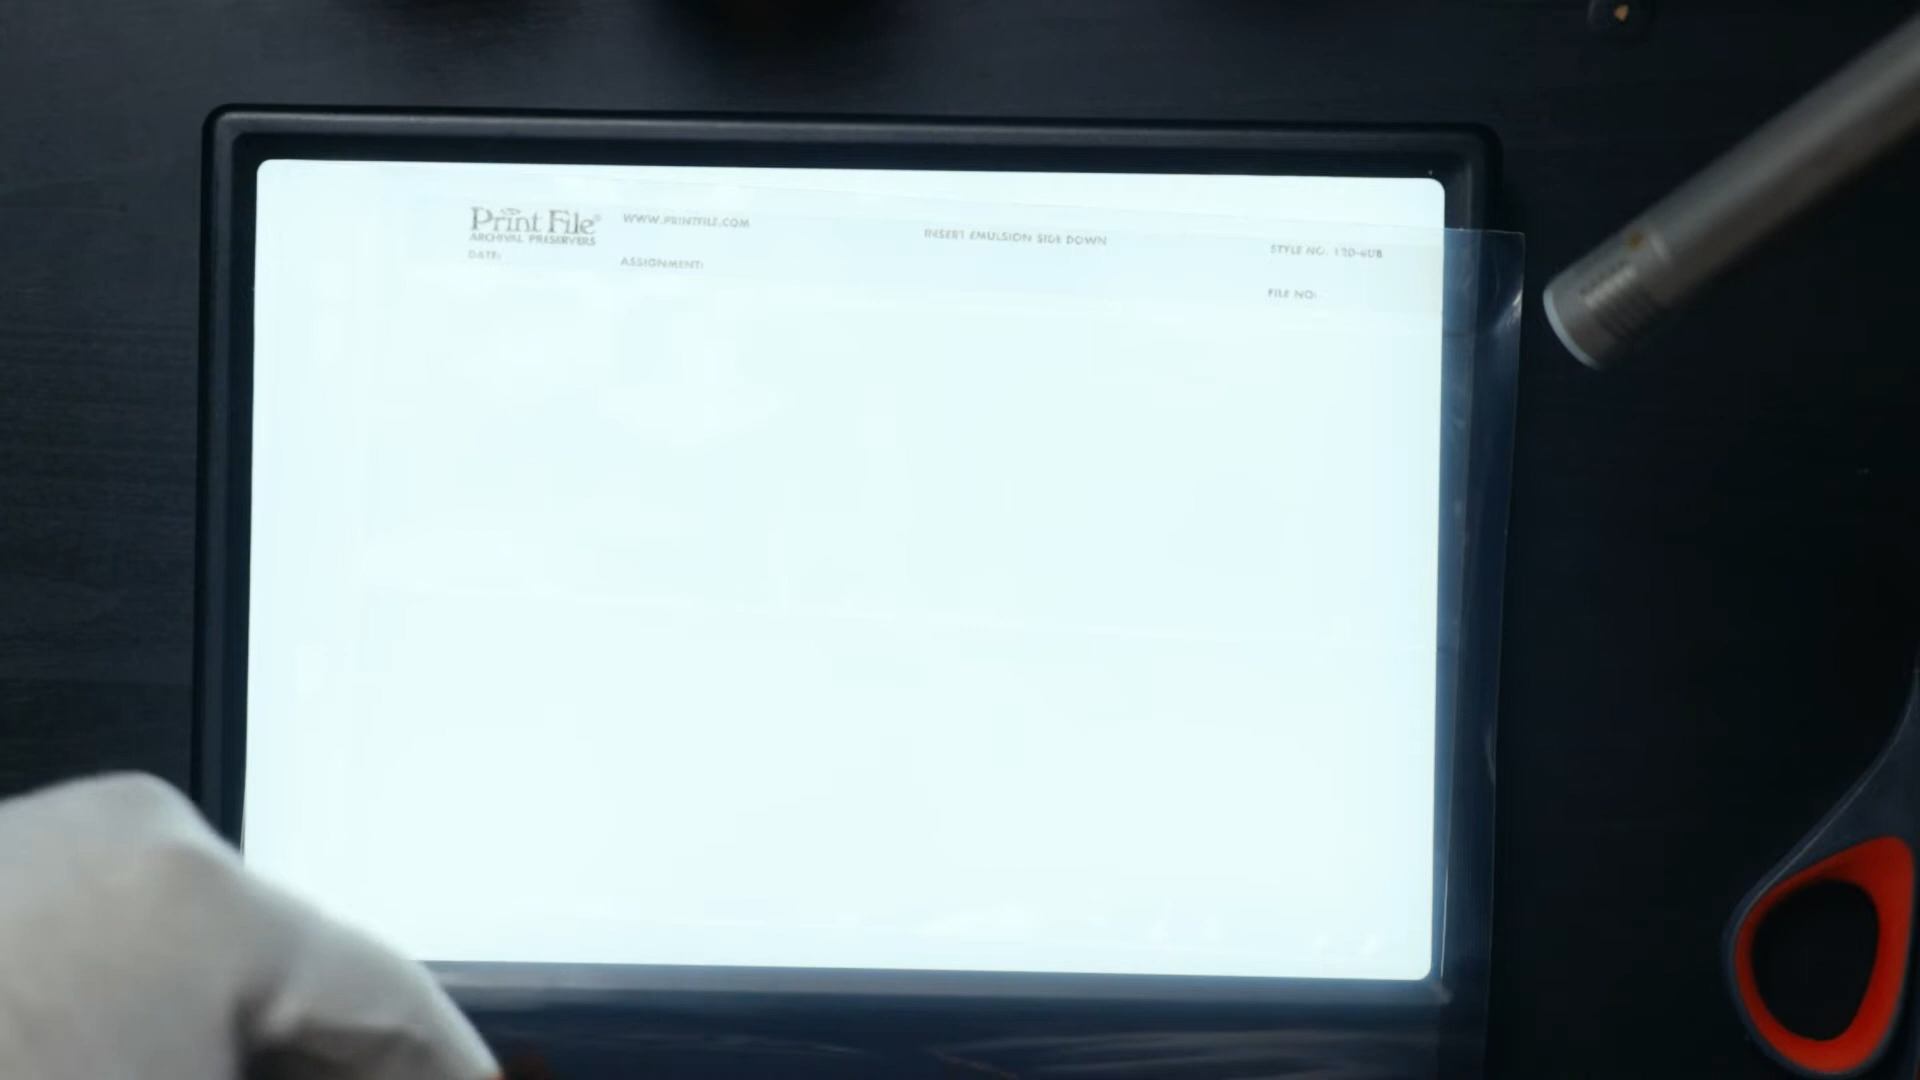 Print File®
ARCHIVAL PRESERVERS
WWW.PRINTFILE.COM
INSERT EMULSION SIDE DOWN
STYLE NO. 120-4UB
DATE:
ASSIGNMENT:
FILE NO: